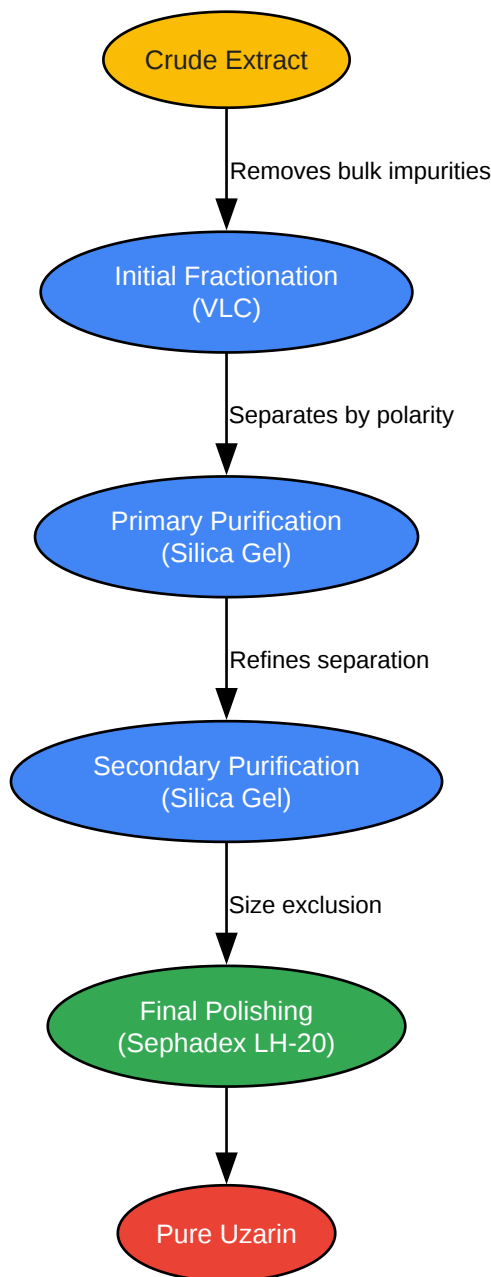 Crude Extract
Removes bulk impurities
Initial Fractionation
(VLC)
Separates by polarity
Primary Purification
(Silica Gel)
Refines separation
Secondary Purification
(Silica Gel)
Size exclusion
Final Polishing
(Sephadex LH-20)
Pure Uzarin